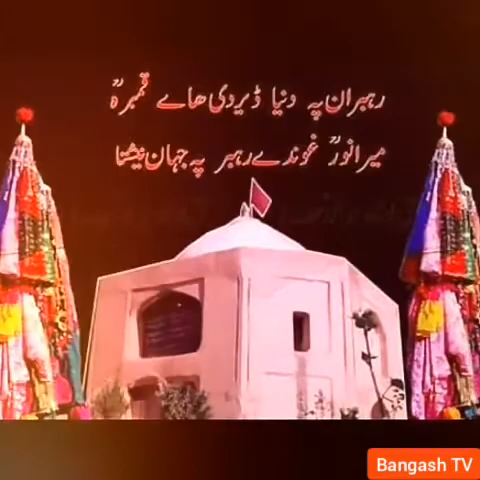 رہبران پہ دنیا ڈیر دی ھاے قمبرہؒ
میرانورؒ غوندے رہبر پہ جہان نیشتا
Bangash TV